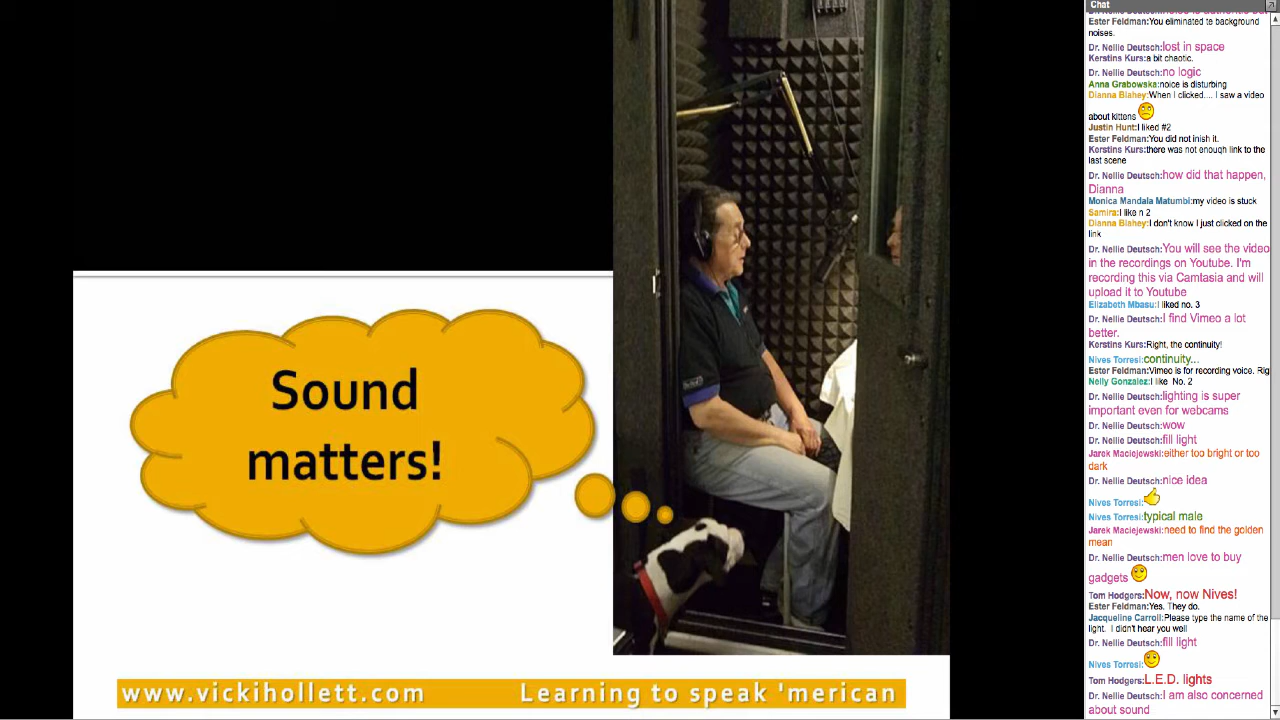 Sound
matters!
www.vickihollett.com
Learning to speak 'merican
Chat
Ester Feldman:You eliminated te background
noises.
Dr. Nellie Deutsch:lost in space
Kerstins Kurs:a bit chaotic.
Dr. Nellie Deutsch:no logic
Anna Grabowska:noice is disturbing
Dianna Blahey:When I clicked.... I saw a video
about kittens
Justin Hunt:I liked #2
Ester Feldman:You did not inish it.
Kerstins Kurs:there was not enough link to the
last scene
Dr. Nellie Deutsch:how did that happen,
Dianna
Monica Mandala Matumbi:my video is stuck
Samira:I like n 2
Dianna Blahey:I don't know I just clicked on the
link
Dr. Nellie Deutsch:You will see the video
in the recordings on Youtube. I'm
recording this via Camtasia and will
upload it to Youtube
Elizabeth Mbasu:I liked no. 3
Dr. Nellie Deutsch:I find Vimeo a lot
better.
Kerstins Kurs:Right, the continuity!
Nives Torresi:continuity...
Ester Feldman:Vimeo is for recording voice. Rig
Nelly Gonzalez:I like No. 2
Dr. Nellie Deutsch:lighting is super
important even for webcams
Dr. Nellie Deutsch:wow
Dr. Nellie Deutsch:fill light
Jarek Maciejewski:either too bright or too
dark
Dr. Nellie Deutsch:nice idea
Nives Torresi:
Nives Torresi:typical male
Jarek Maciejewski:need to find the golden
mean
Dr. Nellie Deutsch:men love to buy
gadgets
Tom Hodgers:Now, now Nives!
Ester Feldman:Yes. They do.
Jacqueline Carroll:Please type the name of the
light. I didn't hear you well
Dr. Nellie Deutsch:fill light
Nives Torresi:
Tom Hodgers:L.E.D. lights
Dr. Nellie Deutsch:I am also concerned
about sound